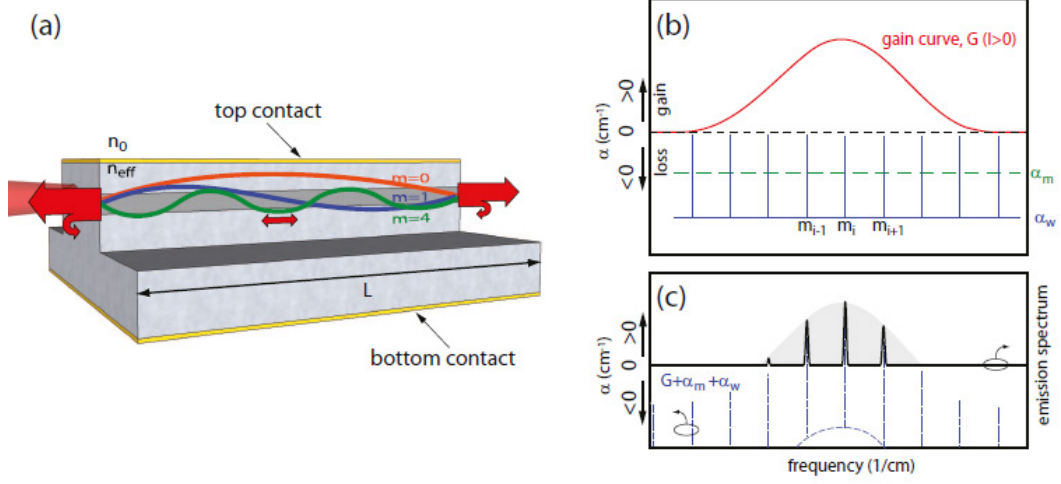 (a)
top contact
n0
neff
m=0
m=1
m=4
L
bottom contact
(b)
gain curve, G (I>0)
α (cm-1)
<0 0 >0
loss gain
αm
αw
mi-1 mi mi+1
(c)
α (cm-1)
<0 0 >0
G+αm+αw
emission spectrum
frequency (1/cm)